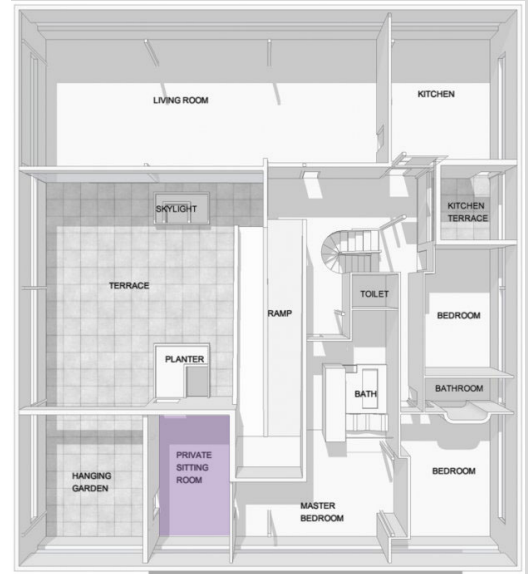 LIVING ROOM
KITCHEN
SKYLIGHT
KITCHEN
TERRACE
TERRACE
TOILET
RAMP
BEDROOM
PLANTER
BATH
BATHROOM
HANGING
GARDEN
PRIVATE
SITTING
ROOM
MASTER
BEDROOM
BEDROOM